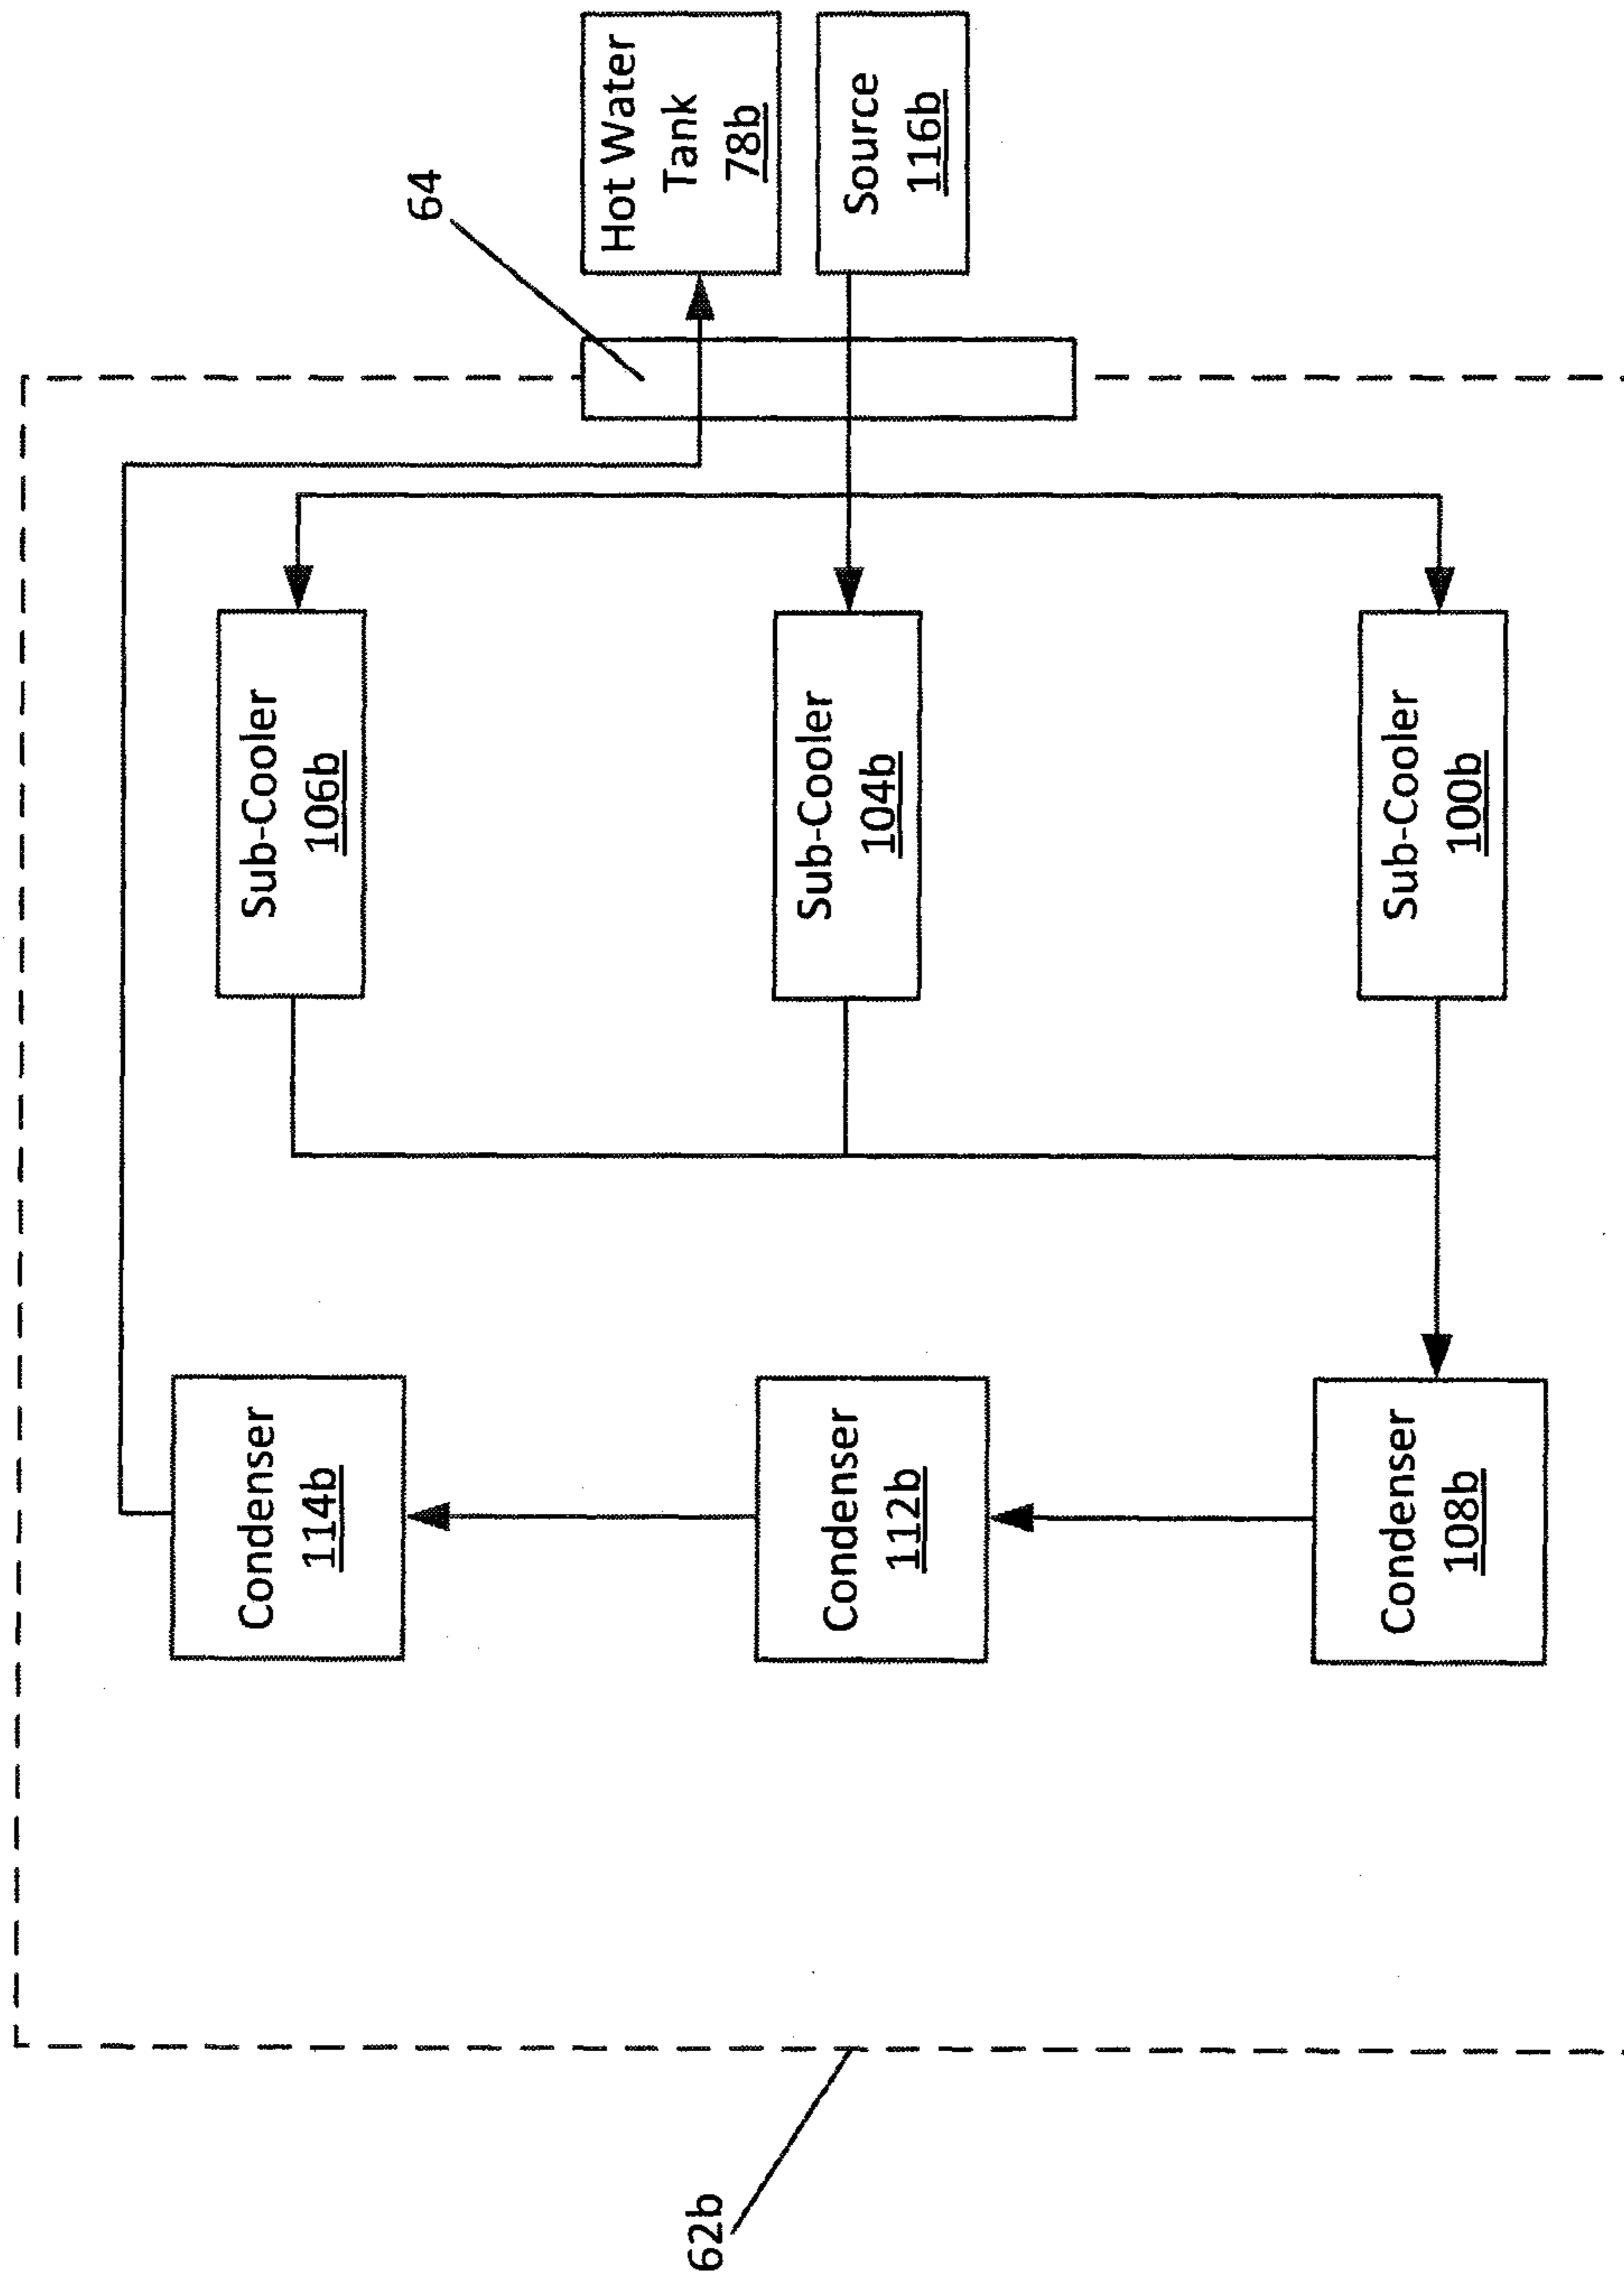 Condenser
114b
Sub-Cooler
106b
64
Hot Water
Tank
78b
62b
Condenser
112b
Sub-Cooler
104b
Source
116b
Condenser
108b
Sub-Cooler
100b